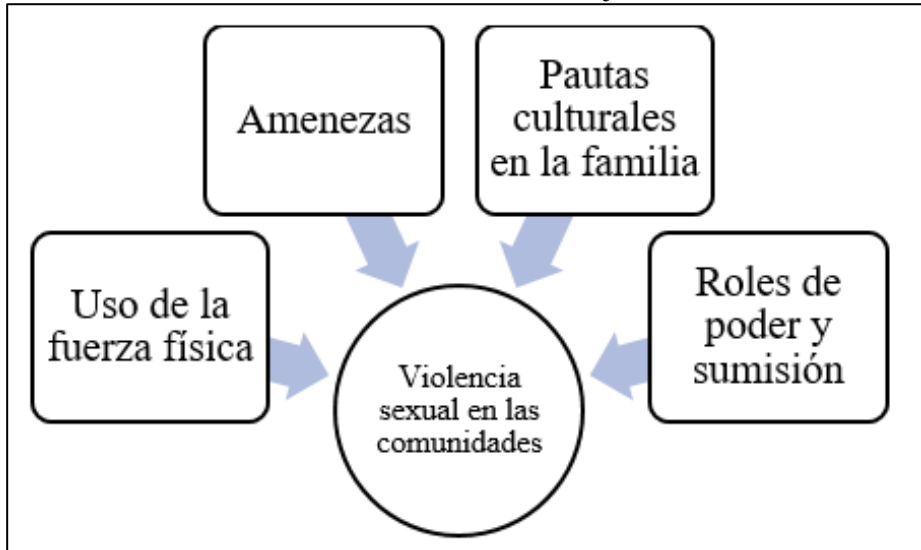 Amenezas
Pautas
culturales
en la familia
Uso de la
fuerza física
Roles de
poder y
sumisión
Violencia
sexual en las
comunidades